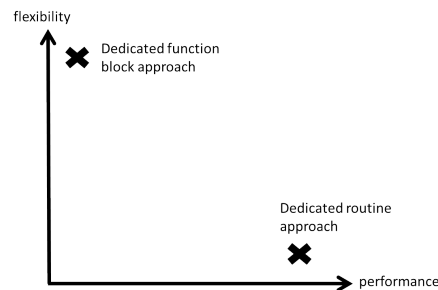 flexibility
Dedicated function
block approach
Dedicated routine
approach
performance